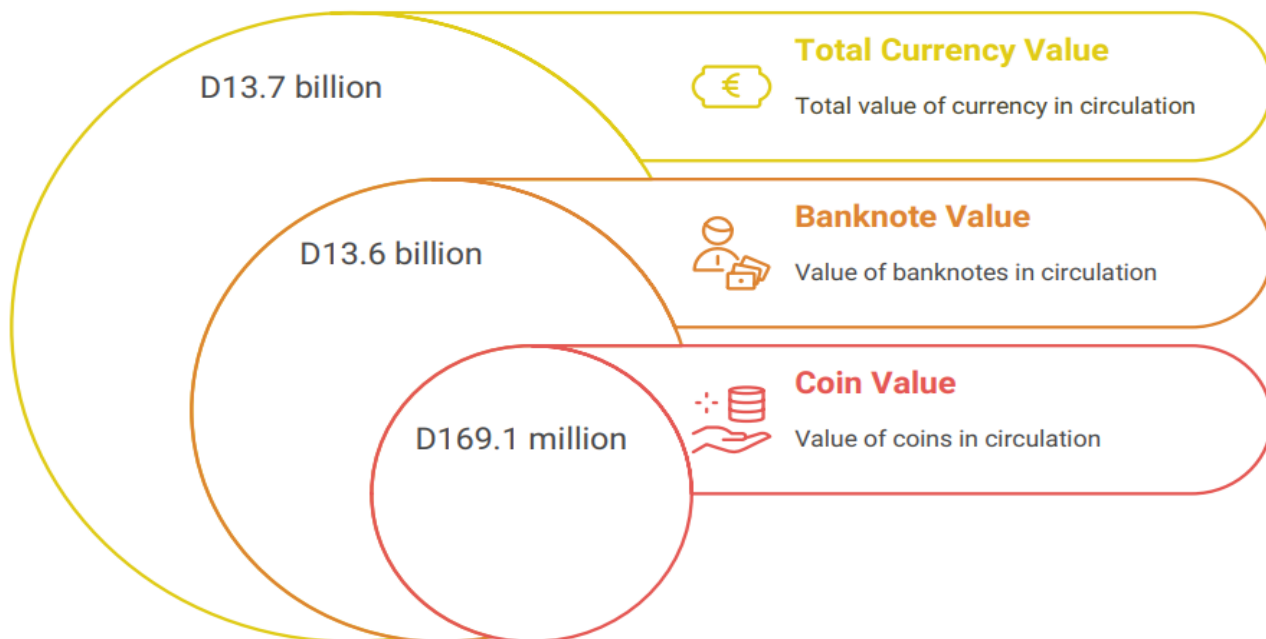 D13.7 billion
Total Currency Value
€
Total value of currency in circulation
D13.6 billion
Banknote Value
Value of banknotes in circulation
D169.1 million
Coin Value
Value of coins in circulation